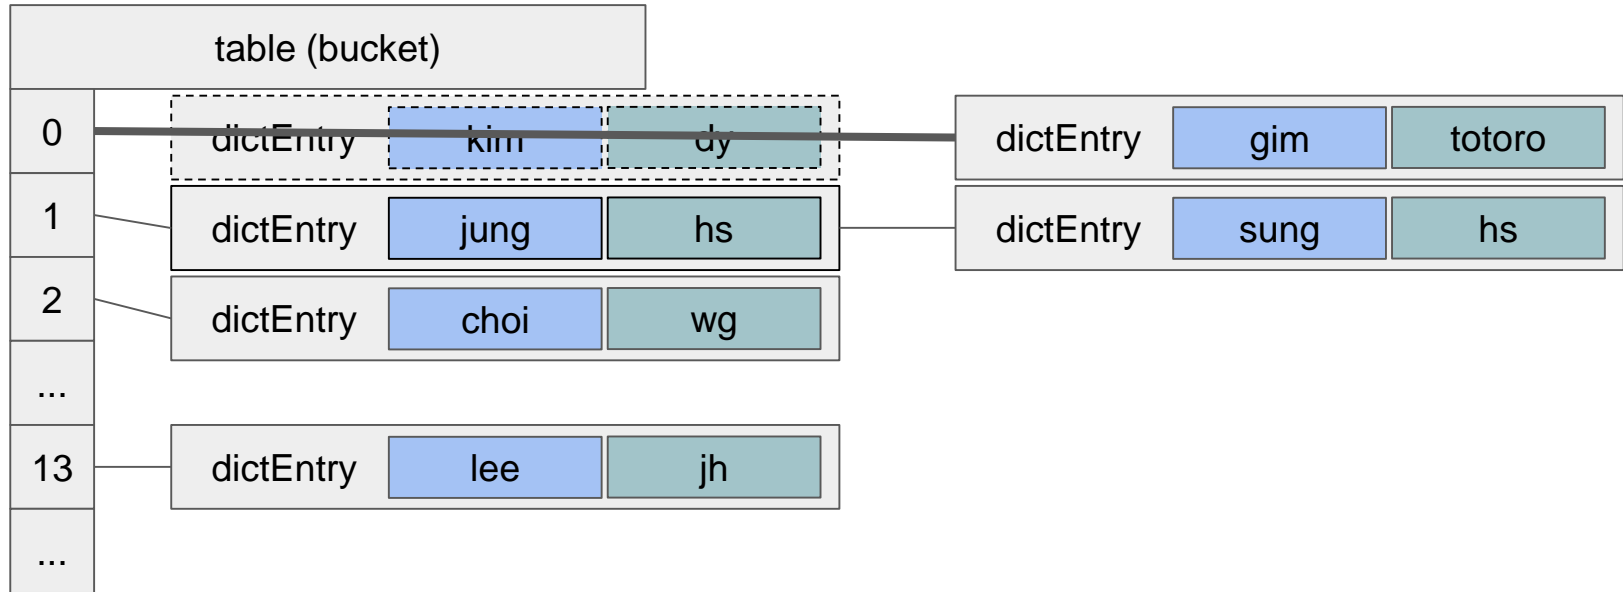 table (bucket)
0 dictEntry kim dy dictEntry gim totoro
1 dictEntry jung hs dictEntry sung hs
2 dictEntry choi wg
...
13 dictEntry lee jh
...